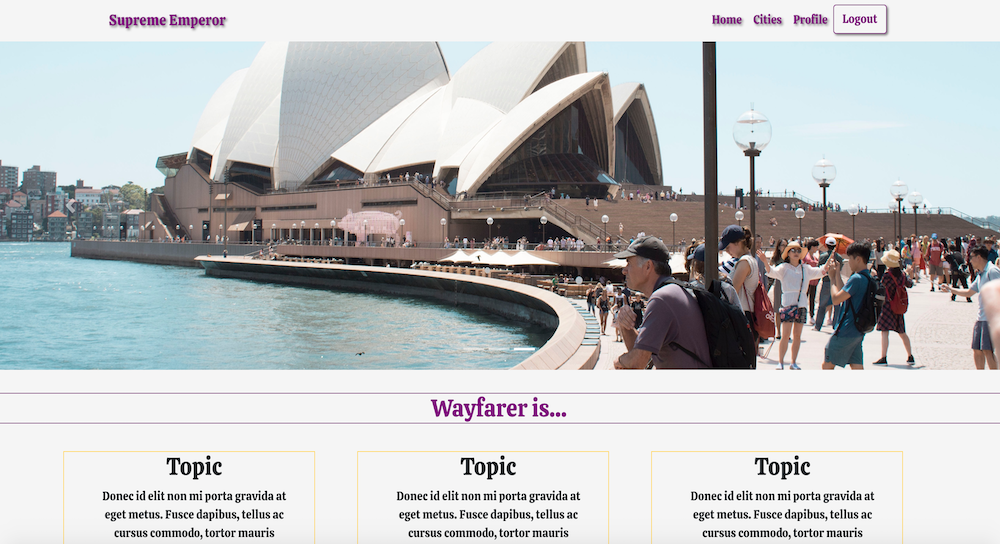 Supreme Emperor
Home Cities Profile Logout
Wayfarer is...
Topic
Donec id elit non mi porta gravida at
eget metus. Fusce dapibus, tellus ac
cursus commodo, tortor mauris
Topic
Donec id elit non mi porta gravida at
eget metus. Fusce dapibus, tellus ac
cursus commodo, tortor mauris
Topic
Donec id elit non mi porta gravida at
eget metus. Fusce dapibus, tellus ac
cursus commodo, tortor mauris